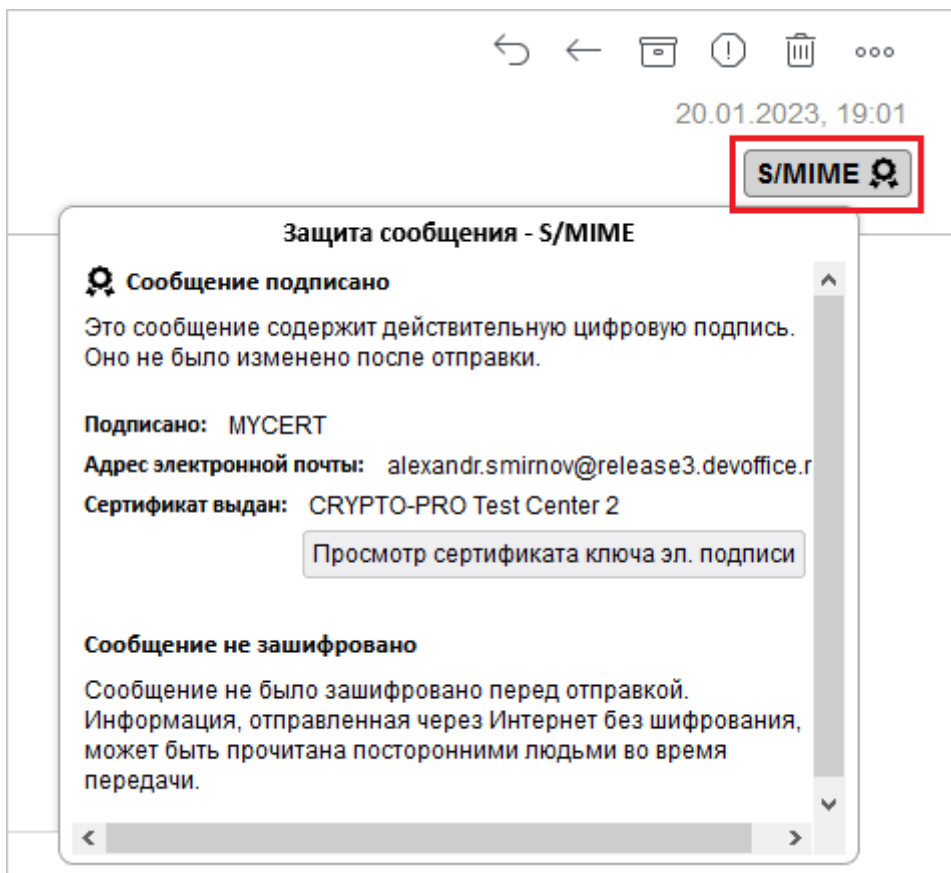 20.01.2023, 19:01
S/MIME
Защита сообщения - S/MIME
Сообщение подписано
Это сообщение содержит действительную цифровую подпись.
Оно не было изменено после отправки.
Подписано: MYCERT
Адрес электронной почты: alexandr.smirnov@release3.devoffice.r
Сертификат выдан: CRYPTO-PRO Test Center 2
Просмотр сертификата ключа эл. подписи
Сообщение не зашифровано
Сообщение не было зашифровано перед отправкой.
Информация, отправленная через Интернет без шифрования,
может быть прочитана посторонними людьми во время
передачи.